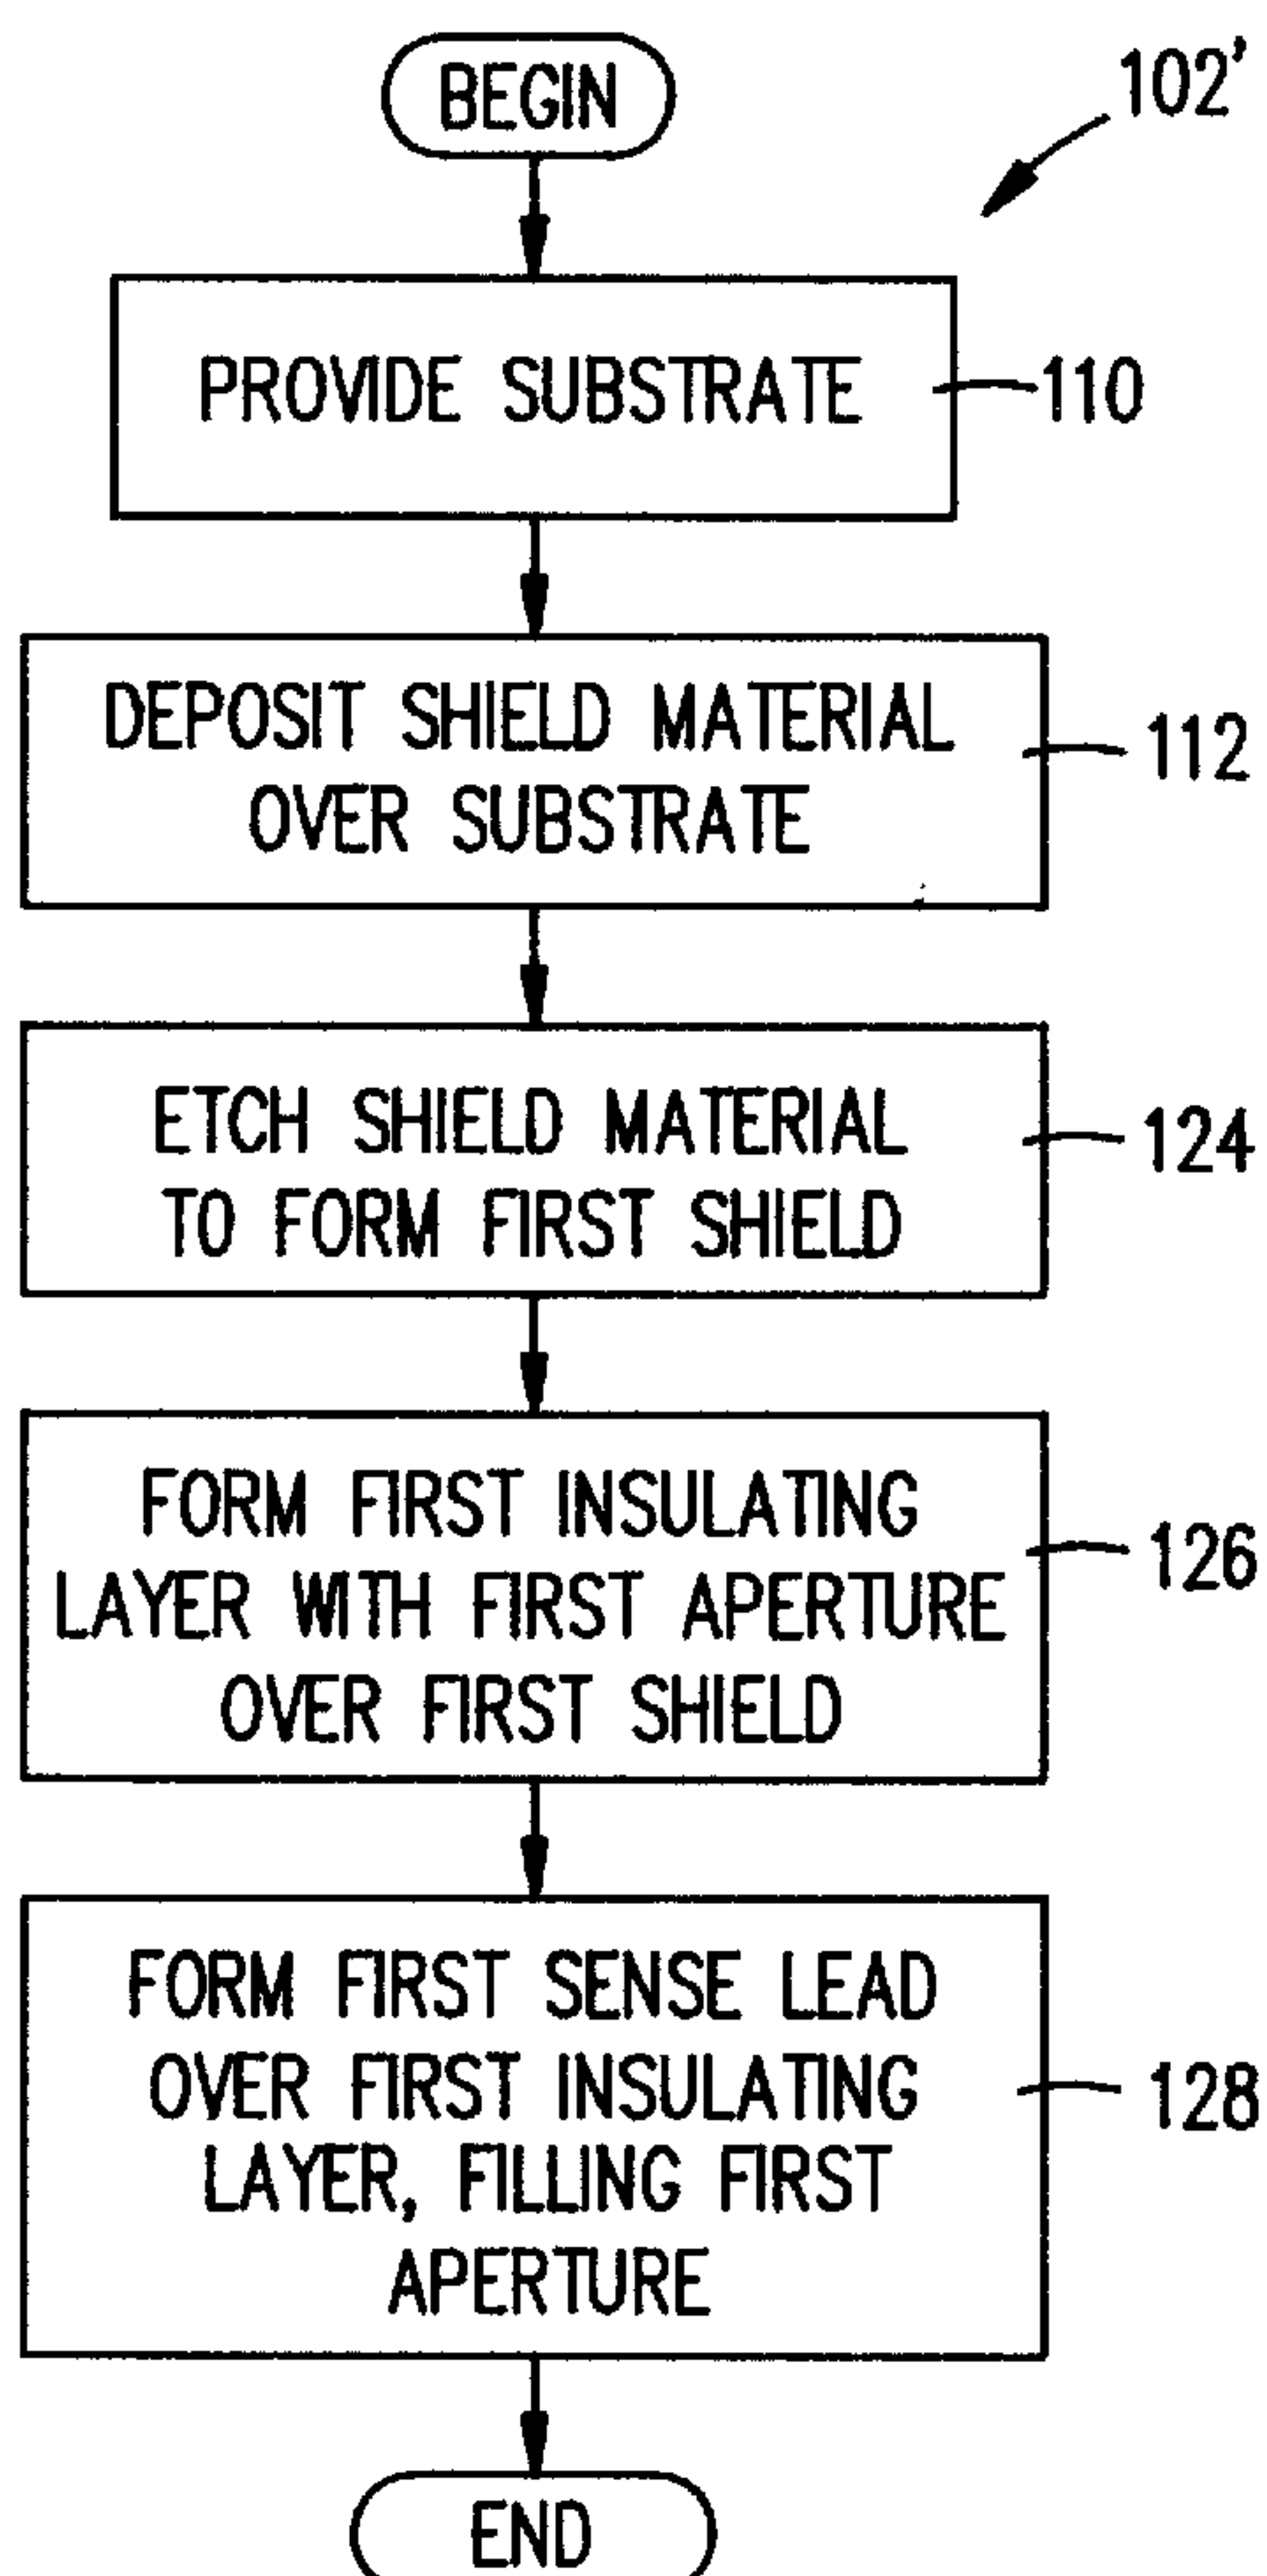 BEGIN
102'
PROVIDE SUBSTRATE
110
DEPOSIT SHIELD MATERIAL
OVER SUBSTRATE
112
ETCH SHIELD MATERIAL
TO FORM FIRST SHIELD
124
FORM FIRST INSULATING
LAYER WITH FIRST APERTURE
OVER FIRST SHIELD
126
FORM FIRST SENSE LEAD
OVER FIRST INSULATING
LAYER, FILLING FIRST
APERTURE
128
END